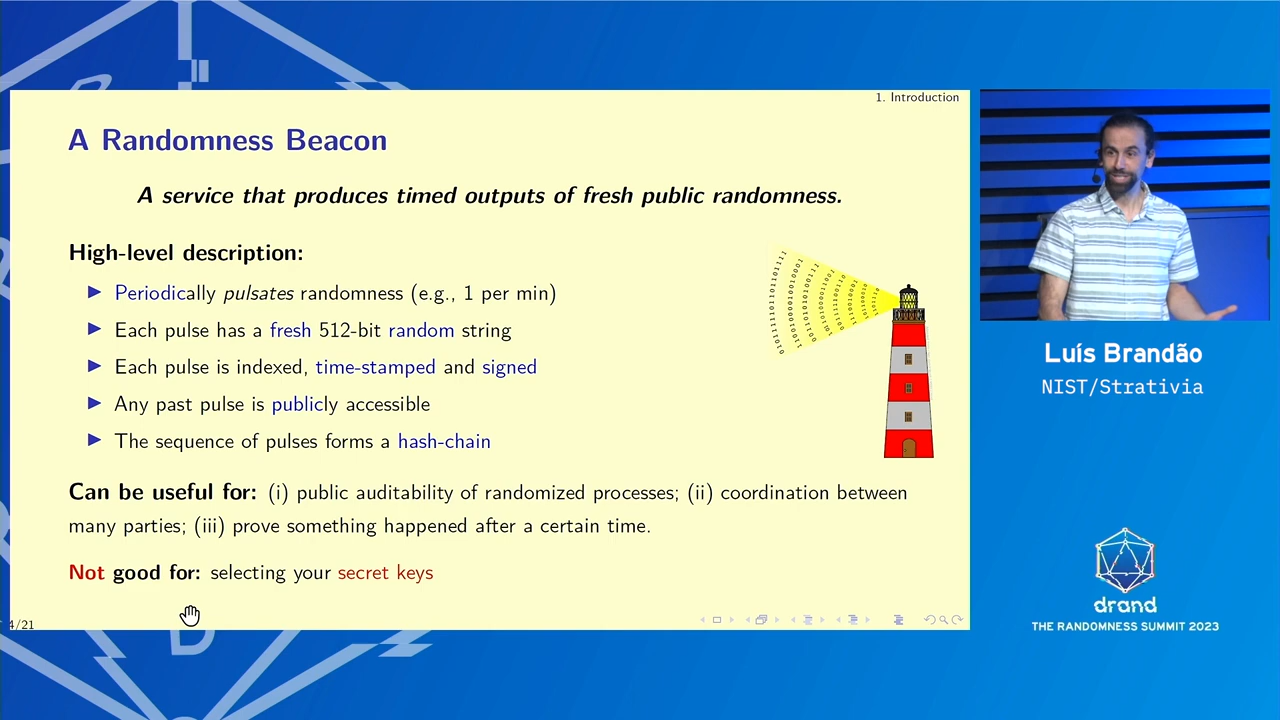 1. Introduction
A Randomness Beacon
A service that produces timed outputs of fresh public randomness.
High-level description:
▶ Periodically pulsates randomness (e.g., 1 per min)
▶ Each pulse has a fresh 512-bit random string
▶ Each pulse is indexed, time-stamped and signed
▶ Any past pulse is publicly accessible
▶ The sequence of pulses forms a hash-chain
Can be useful for: (i) public auditability of randomized processes; (ii) coordination between
many parties; (iii) prove something happened after a certain time.
Not good for: selecting your secret keys
4/21
Luís Brandão
NIST/Strativia
drand
THE RANDOMNESS SUMMIT 2023